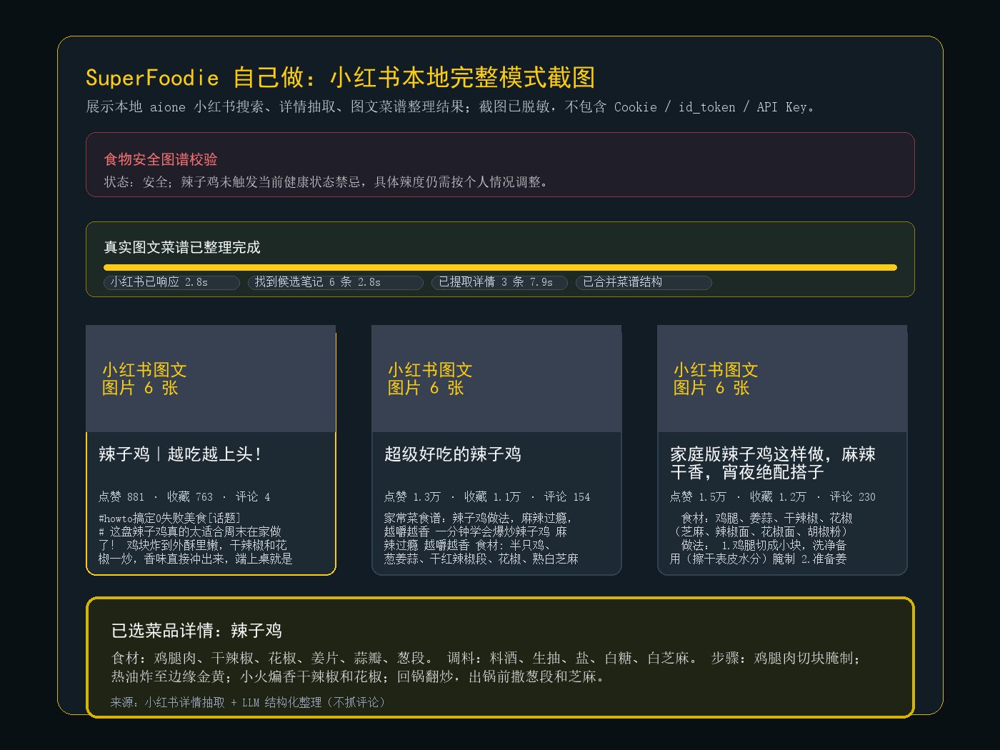 SuperFoodie 自己做：小红书本地完整模式截图
展示本地 aione 小红书搜索、详情抽取、图文菜谱整理结果；截图已脱敏，不包含 Cookie / id_token / API Key。
食物安全图谱校验
状态：安全；辣子鸡未触发当前健康状态禁忌，具体辣度仍需按个人情况调整。
真实图文菜谱已整理完成
小红书已响应 2.8s
找到候选笔记 6 条 2.8s
已提取详情 3 条 7.9s
已合并菜谱结构
小红书图文
图片 6 张
辣子鸡｜越吃越上头！
点赞 881 · 收藏 763 · 评论 4
#howto搞定0失败美食[话题]
# 这盘辣子鸡真的太适合周末在家做
了！ 鸡块炸到外酥里嫩，干辣椒和花
椒一炒，香味直接冲出来，端上桌就是
小红书图文
图片 6 张
超级好吃的辣子鸡
点赞 1.3万 · 收藏 1.1万 · 评论 154
家常菜食谱：辣子鸡做法，麻辣过瘾，
越嚼越香 一分钟学会爆炒辣子鸡 麻
辣过瘾 越嚼越香 食材：半只鸡、
葱姜蒜、干红辣椒段、花椒、熟白芝麻
小红书图文
图片 6 张
家庭版辣子鸡这样做，麻辣
干香，宵夜绝配搭子
点赞 1.5万 · 收藏 1.2万 · 评论 230
食材：鸡腿、姜蒜、干辣椒、花椒
（芝麻、辣椒面、花椒面、胡椒粉）
做法： 1.鸡腿切成小块，洗净备
用（擦干表皮水分）腌制 2.准备姜
已选菜品详情：辣子鸡
食材：鸡腿肉、干辣椒、花椒、姜片、蒜瓣、葱段。 调料：料酒、生抽、盐、白糖、白芝麻。 步骤：鸡腿肉切块腌制；
热油炸至边缘金黄；小火煸香干辣椒和花椒；回锅翻炒，出锅前撒葱段和芝麻。
来源：小红书详情抽取 + LLM 结构化整理（不抓评论）